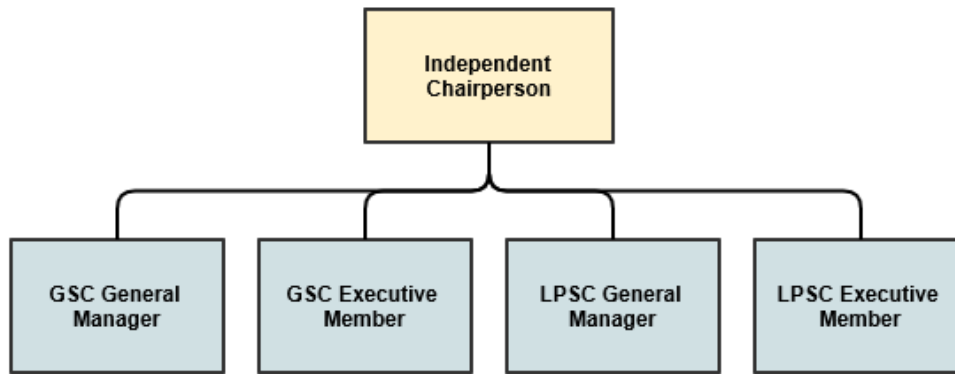 Independent
Chairperson
GSC General
Manager
GSC Executive
Member
LPSC General
Manager
LPSC Executive
Member